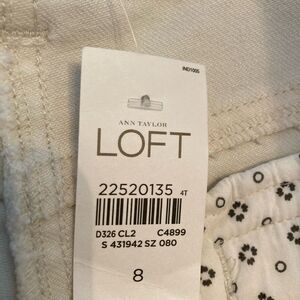 IND1005
ANN TAYLOR
LOFT
22520135 4T
D326 CL2 C4899
S 431942 SZ 080
8